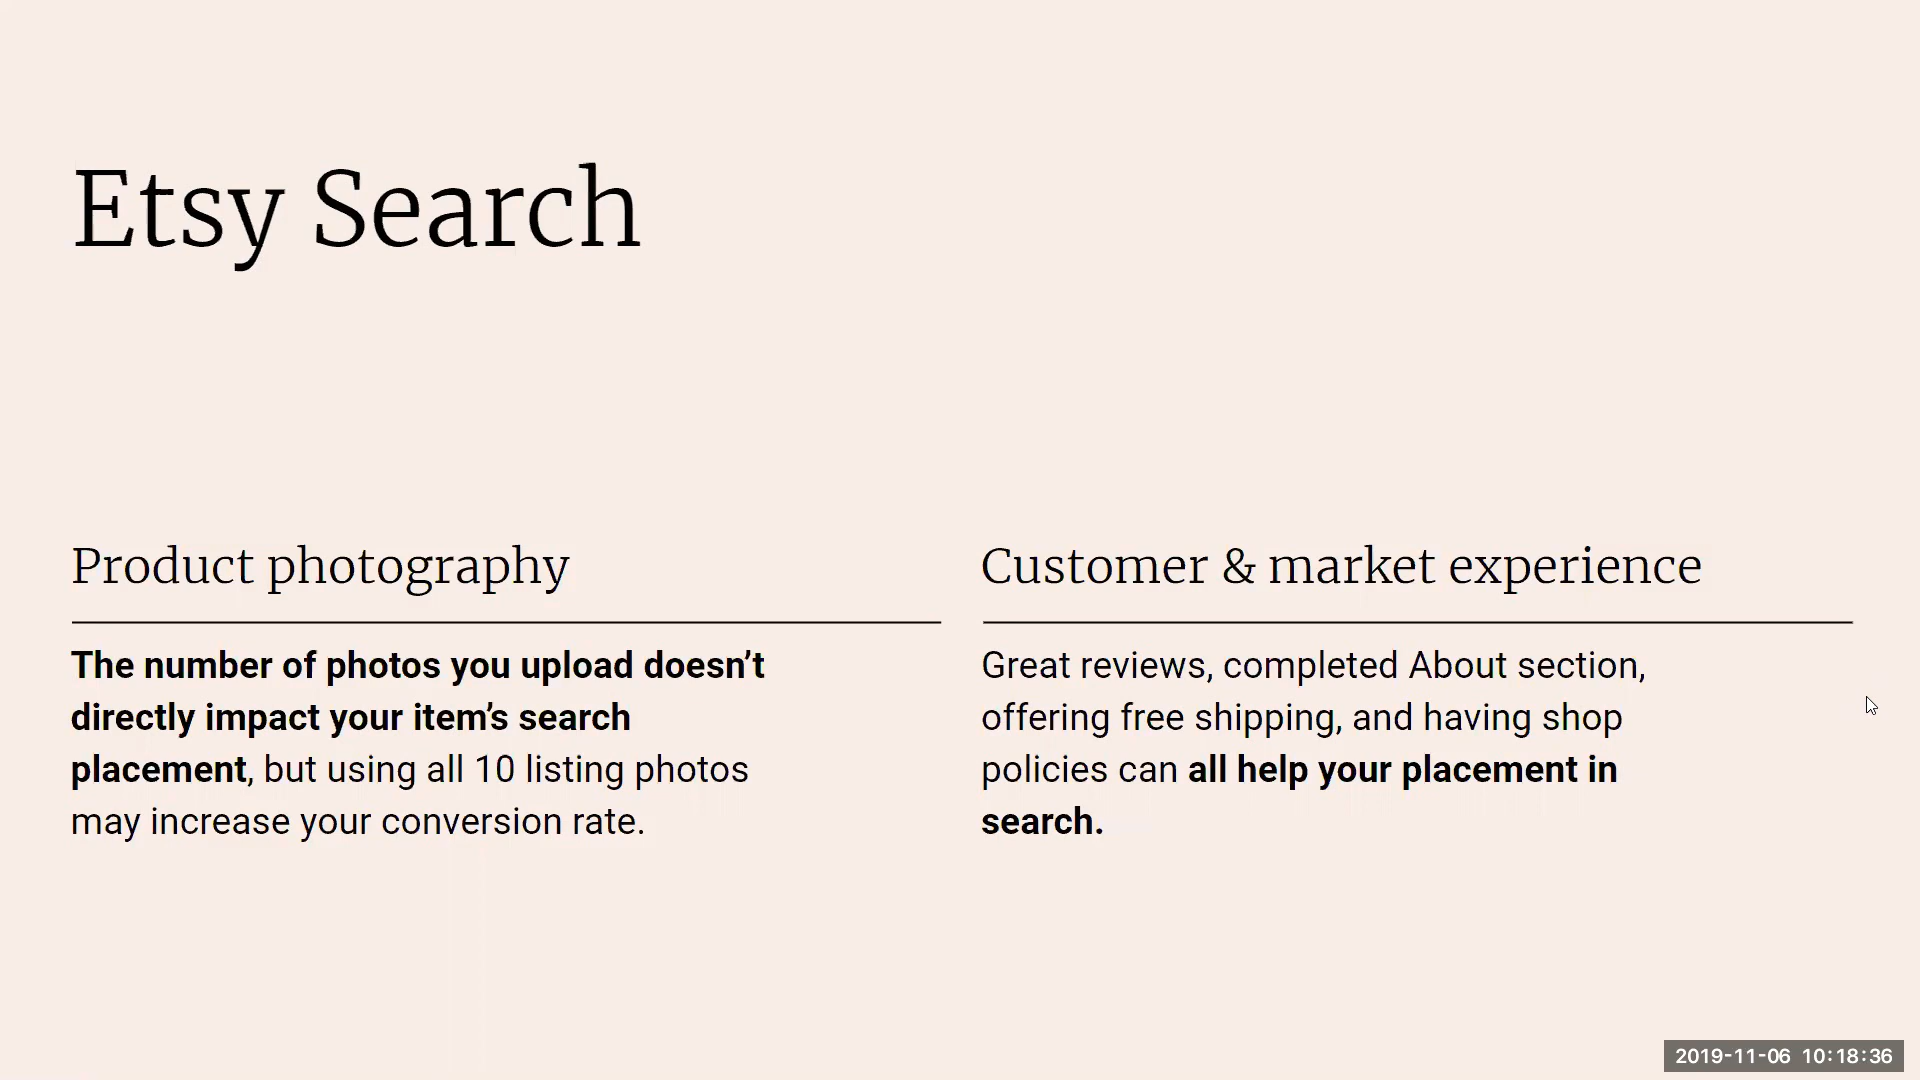 Etsy Search
Product photography
The number of photos you upload doesn’t
directly impact your item’s search
placement, but using all 10 listing photos
may increase your conversion rate.
Customer & market experience
Great reviews, completed About section,
offering free shipping, and having shop
policies can all help your placement in
search.
2019-11-06 10:18:36